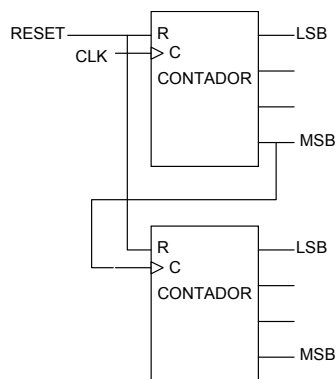 RESET R LSB
CLK C
CONTADOR
MSB
R LSB
C
CONTADOR
MSB